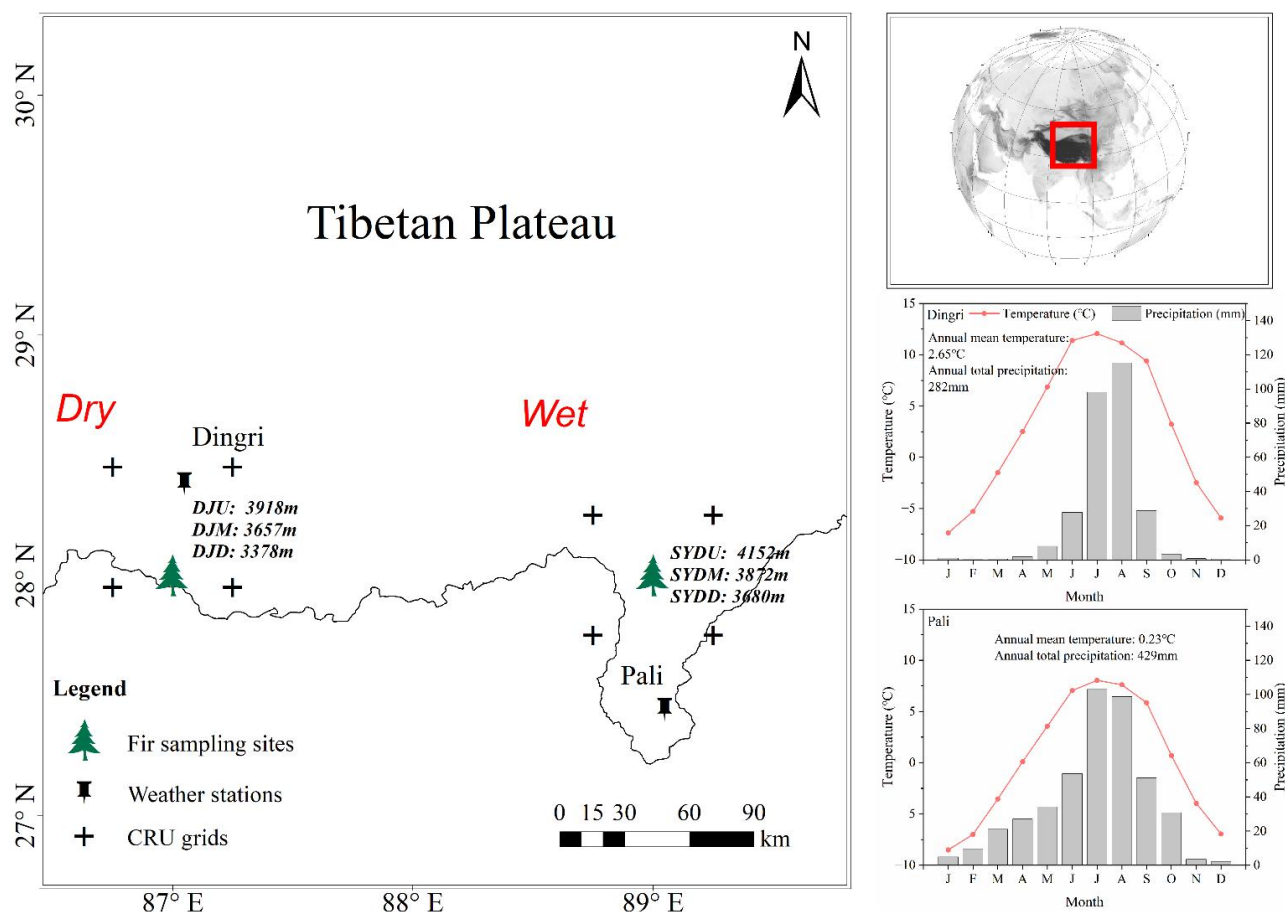 N
30° N
29° N
28° N
27° N
Tibetan Plateau
Dry
Wet
Dingri
DJU: 3918m
DJM: 3657m
DJD: 3378m
SYDU: 4152m
SYDM: 3872m
SYDD: 3680m
Pali
Legend
Fir sampling sites
Weather stations
CRU grids
0 15 30 60 90
km
87° E 88° E 89° E
Dingri Temperature (°C) Precipitation (mm)
Annual mean temperature:
2.65°C
Annual total precipitation:
282mm
Temperature (°C)
15
10
5
0
−5
−10
Precipitation (mm)
140
120
100
80
60
40
20
0
J F M A M J J A S O N D
Month
Pali
Annual mean temperature: 0.23°C
Annual total precipitation: 429mm
Temperature (°C)
15
10
5
0
5
−10
Precipitation (mm)
140
120
100
80
60
40
20
0
J F M A M J J A S O N D
Month